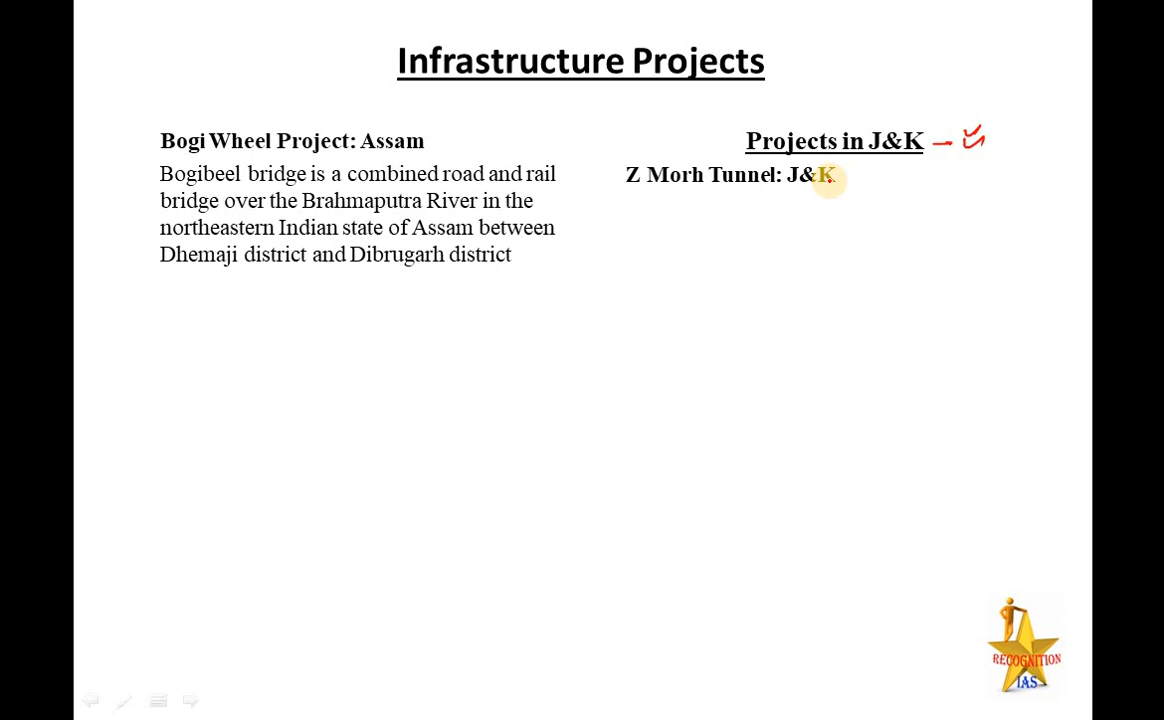 Infrastructure Projects
Bogi Wheel Project: Assam
Bogibeel bridge is a combined road and rail
bridge over the Brahmaputra River in the
northeastern Indian state of Assam between
Dhemaji district and Dibrugarh district
Projects in J&K
Z Morh Tunnel: J&K
RECOGNITION
IAS